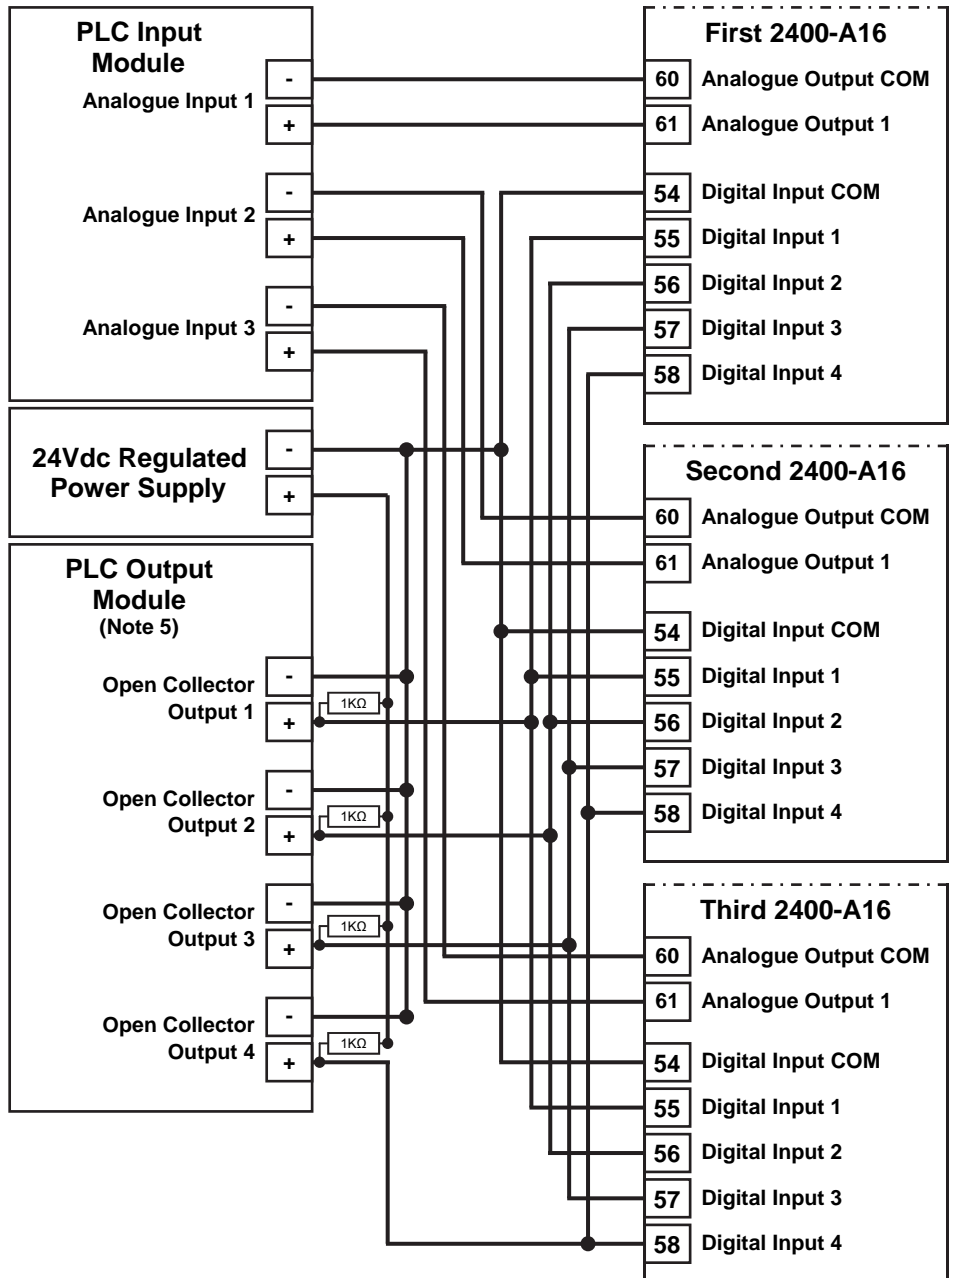 PLC Input
Module
Analogue Input 1
-
+
Analogue Input 2
-
+
Analogue Input 3
-
+
24Vdc Regulated
Power Supply
-
+
PLC Output
Module
(Note 5)
Open Collector
Output 1
-
+
1KΩ
Open Collector
Output 2
-
+
1KΩ
Open Collector
Output 3
-
+
1KΩ
Open Collector
Output 4
-
+
1KΩ
First 2400-A16
60 Analogue Output COM
61 Analogue Output 1
54 Digital Input COM
55 Digital Input 1
56 Digital Input 2
57 Digital Input 3
58 Digital Input 4
Second 2400-A16
60 Analogue Output COM
61 Analogue Output 1
54 Digital Input COM
55 Digital Input 1
56 Digital Input 2
57 Digital Input 3
58 Digital Input 4
Third 2400-A16
60 Analogue Output COM
61 Analogue Output 1
54 Digital Input COM
55 Digital Input 1
56 Digital Input 2
57 Digital Input 3
58 Digital Input 4